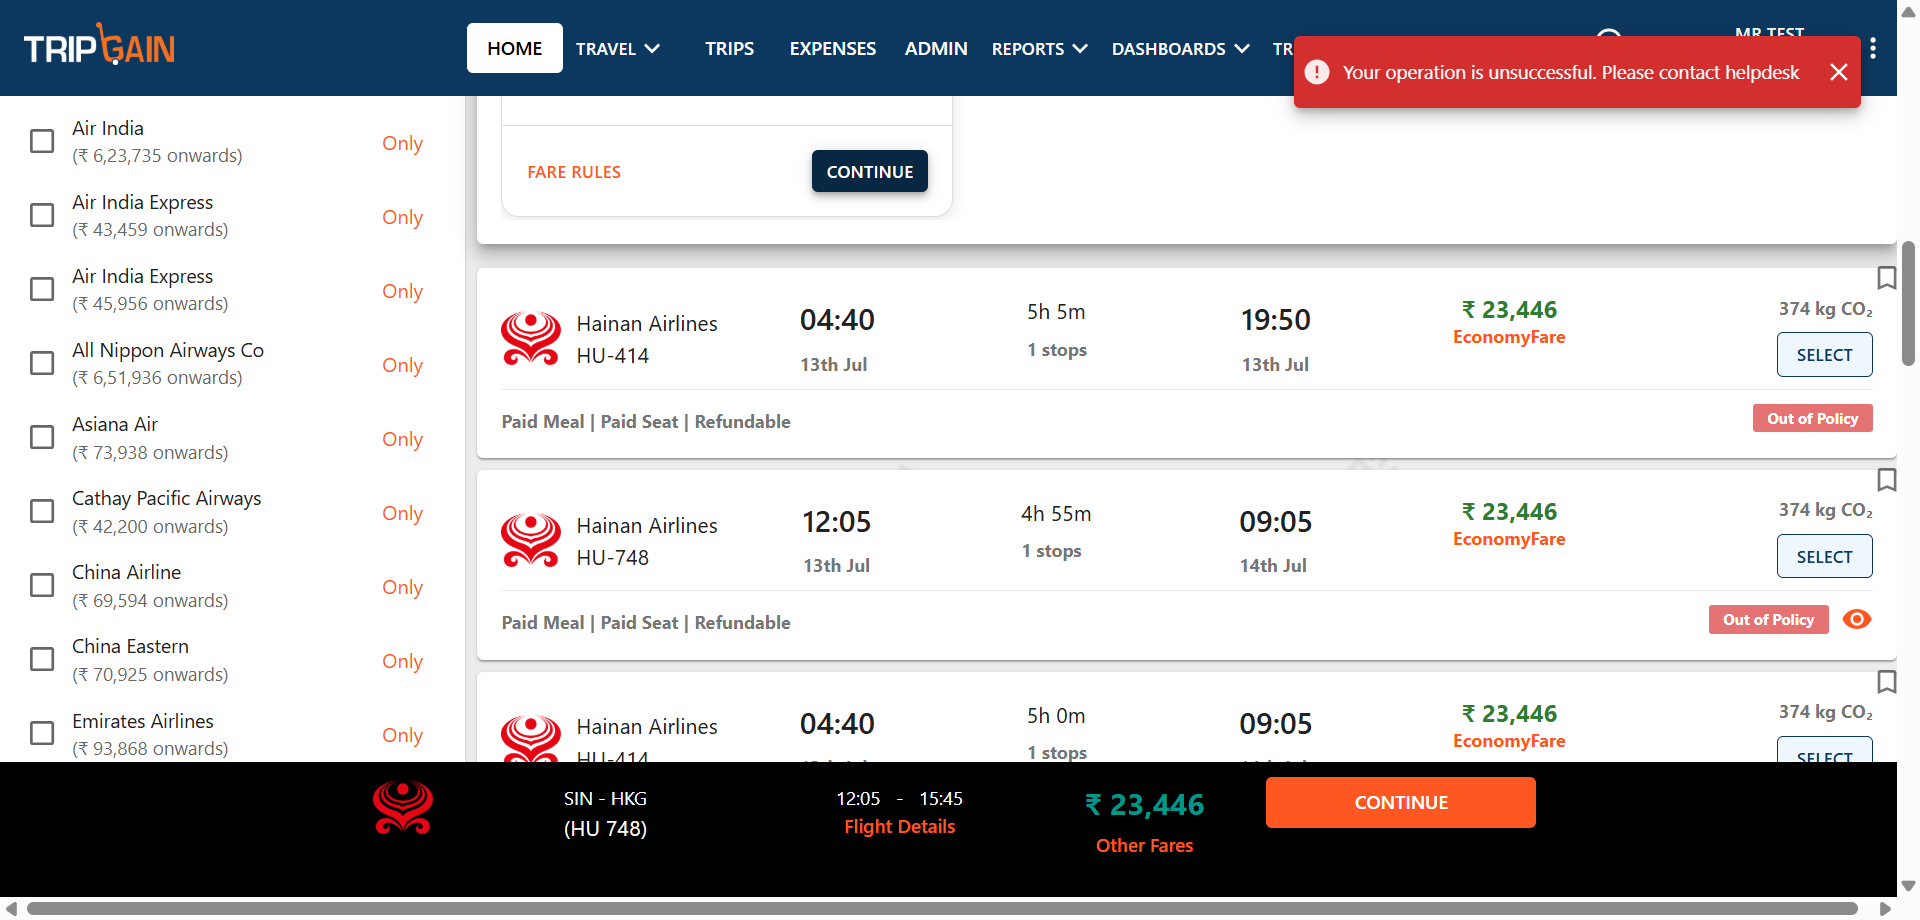 TRIPGAIN
HOME
TRAVEL
TRIPS
EXPENSES
ADMIN
REPORTS
DASHBOARDS
TR
MR TEST
Your operation is unsuccessful. Please contact helpdesk
Air India
(₹ 6,23,735 onwards)
Only
Air India Express
(₹ 43,459 onwards)
Only
Air India Express
(₹ 45,956 onwards)
Only
All Nippon Airways Co
(₹ 6,51,936 onwards)
Only
Asiana Air
(₹ 73,938 onwards)
Only
Cathay Pacific Airways
(₹ 42,200 onwards)
Only
China Airline
(₹ 69,594 onwards)
Only
China Eastern
(₹ 70,925 onwards)
Only
Emirates Airlines
(₹ 93,868 onwards)
Only
FARE RULES
CONTINUE
Hainan Airlines
HU-414
04:40
13th Jul
5h 5m
1 stops
19:50
13th Jul
₹ 23,446
EconomyFare
374 kg CO₂
SELECT
Paid Meal | Paid Seat | Refundable
Out of Policy
Hainan Airlines
HU-748
12:05
13th Jul
4h 55m
1 stops
09:05
14th Jul
₹ 23,446
EconomyFare
374 kg CO₂
SELECT
Paid Meal | Paid Seat | Refundable
Out of Policy
Hainan Airlines
HU-414
04:40
5h 0m
1 stops
09:05
₹ 23,446
EconomyFare
374 kg CO₂
SELECT
SIN - HKG
(HU 748)
12:05 - 15:45
Flight Details
₹ 23,446
Other Fares
CONTINUE